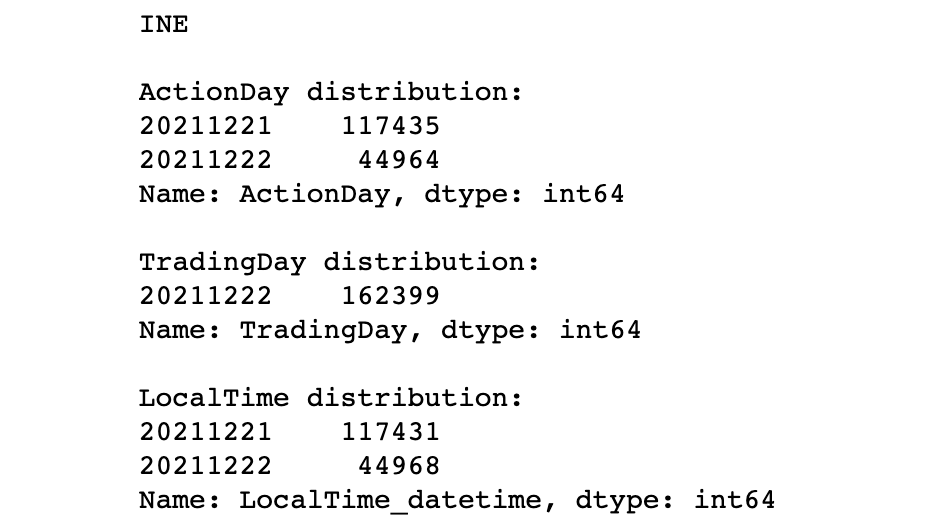 INE
ActionDay distribution:
20211221    117435
20211222     44964
Name: ActionDay, dtype: int64
TradingDay distribution:
20211222    162399
Name: TradingDay, dtype: int64
LocalTime distribution:
20211221    117431
20211222     44968
Name: LocalTime_datetime, dtype: int64